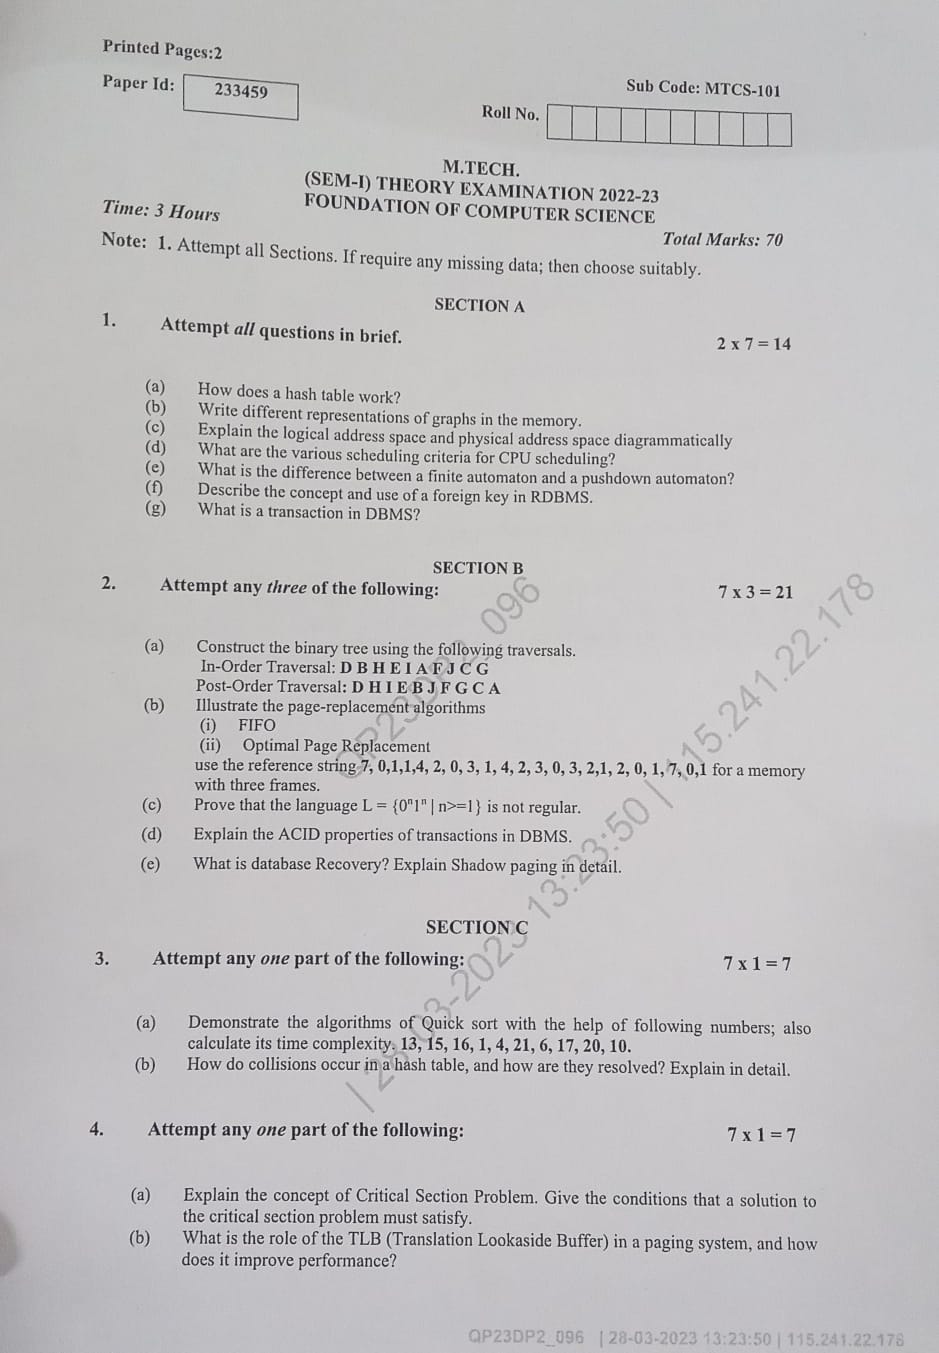 Printed Pages:2
Paper Id: 233459
Sub Code: MTCS-101
Roll No.
M.TECH.
(SEM-I) THEORY EXAMINATION 2022-23
FOUNDATION OF COMPUTER SCIENCE
Time: 3 Hours
Total Marks: 70
Note: 1. Attempt all Sections. If require any missing data; then choose suitably.
SECTION A
1. Attempt all questions in brief.
2 x 7 = 14
(a) How does a hash table work?
(b) Write different representations of graphs in the memory.
(c) Explain the logical address space and physical address space diagrammatically
(d) What are the various scheduling criteria for CPU scheduling?
(e) What is the difference between a finite automaton and a pushdown automaton?
(f) Describe the concept and use of a foreign key in RDBMS.
(g) What is a transaction in DBMS?
SECTION B
2. Attempt any three of the following:
7 x 3 = 21
(a) Construct the binary tree using the following traversals.
In-Order Traversal: D B H E I A F J C G
Post-Order Traversal: D H I E B J F G C A
(b) Illustrate the page-replacement algorithms
(i) FIFO
(ii) Optimal Page Replacement
use the reference string 7, 0,1,1,4, 2, 0, 3, 1, 4, 2, 3, 0, 3, 2,1, 2, 0, 1, 7, 0,1 for a memory
with three frames.
(c) Prove that the language L = {0ⁿ1ⁿ | n>=1} is not regular.
(d) Explain the ACID properties of transactions in DBMS.
(e) What is database Recovery? Explain Shadow paging in detail.
SECTION C
3. Attempt any one part of the following:
7 x 1 = 7
(a) Demonstrate the algorithms of Quick sort with the help of following numbers; also
calculate its time complexity. 13, 15, 16, 1, 4, 21, 6, 17, 20, 10.
(b) How do collisions occur in a hash table, and how are they resolved? Explain in detail.
4. Attempt any one part of the following:
7 x 1 = 7
(a) Explain the concept of Critical Section Problem. Give the conditions that a solution to
the critical section problem must satisfy.
(b) What is the role of the TLB (Translation Lookaside Buffer) in a paging system, and how
does it improve performance?
QP23DP2_096
| 28-03-2023 13:23:50 | 115.241.22.178
QP23DP2_096 | 28-03-2023 13:23:50 | 115.241.22.178